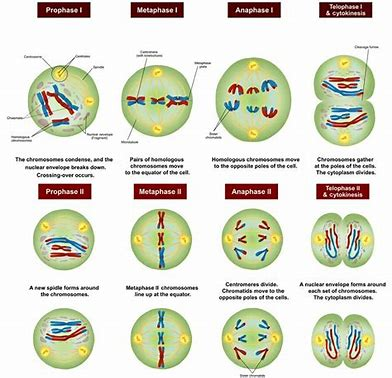 Prophase I
Metaphase I
Anaphase I
Telophase I
& cytokinesis
Centrosome
Centrioles
Spindle
Homologous
chromosomes
Nuclear envelope
(fragment)
Centromere
(with kinetochore)
Metaphase
plate
Microtubule
Sister
chromatids
Cleavage furrow
The chromosomes condense, and the
nuclear envelope breaks down.
Crossing-over occurs.
Pairs of homologous
chromosomes move
to the equator of the cell.
Homologous chromosomes move
to the opposite poles of the cell.
Chromosomes gather
at the poles of the cells.
The cytoplasm divides.
Prophase II
Metaphase II
Anaphase II
Telophase II
& cytokinesis
A new spidle forms around
the chromosomes.
Metaphase II chromosomes
line up at the equator.
Centromeres divide.
Chromatids move to the
opposite poles of the cells.
A nuclear envelope forms around
each set of chromosomes.
The cytoplasm divides.
Sister chromatids